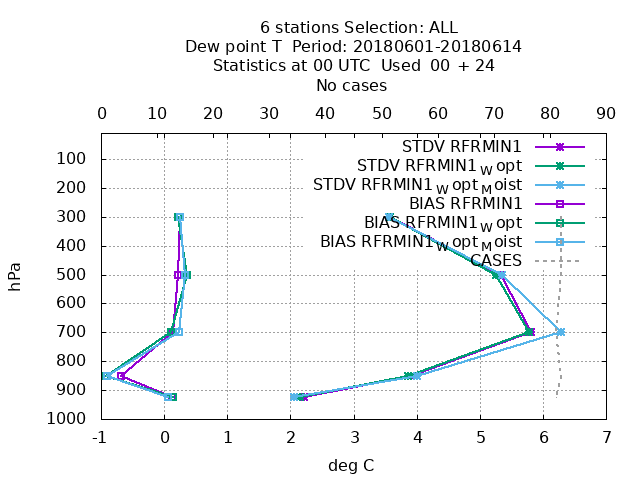 6 stations Selection: ALL
Dew point T  Period: 20180601-20180614
Statistics at 00 UTC  Used  00 + 24
No cases
0 10 20 30 40 50 60 70 80 90
STDV RFRMIN1
STDV RFRMIN1Wopt
STDV RFRMIN1WoptMoist
BIAS RFRMIN1
BIAS RFRMIN1Wopt
BIAS RFRMIN1WoptMoist
CASES
hPa
100
200
300
400
500
600
700
800
900
1000
-1 0 1 2 3 4 5 6 7
deg C